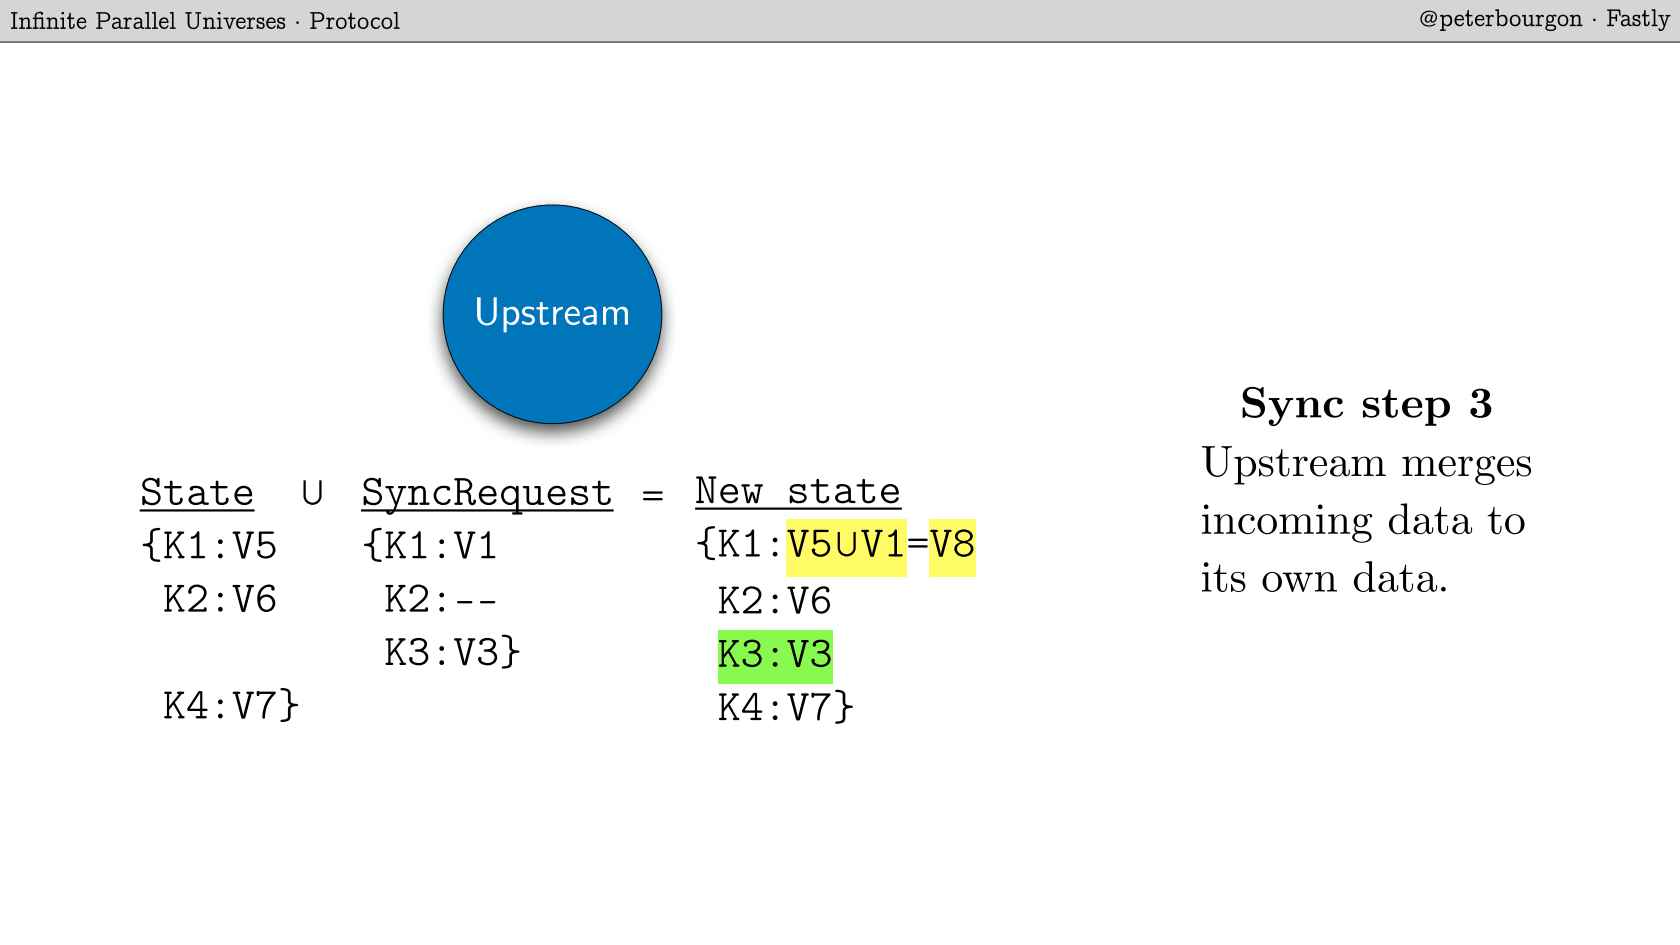 Infinite Parallel Universes · Protocol
@peterbourgon · Fastly
Upstream
State ∪ SyncRequest = New state
{K1:V5 {K1:V1 {K1:V5∪V1=V8
K2:V6 K2:-- K2:V6
K3:V3} K3:V3
K4:V7} K4:V7}
Sync step 3
Upstream merges
incoming data to
its own data.